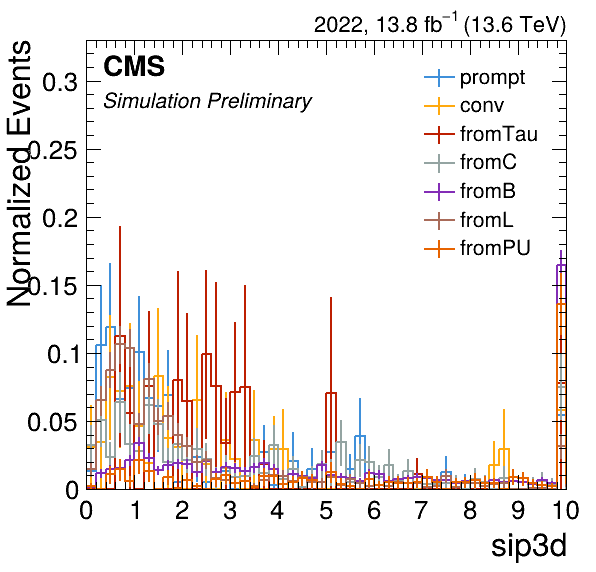 2022, 13.8 fb⁻¹ (13.6 TeV)
CMS
Simulation Preliminary
prompt
conv
fromTau
fromC
fromB
fromL
fromPU
Normalized Events
0.3
0.25
0.2
0.15
0.1
0.05
0
0 1 2 3 4 5 6 7 8 9 10
sip3d